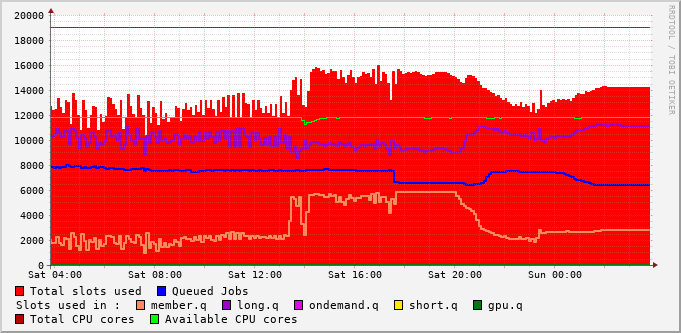 20000
18000
16000
14000
12000
10000
8000
6000
4000
2000
0
Sat 04:00 Sat 08:00 Sat 12:00 Sat 16:00 Sat 20:00 Sun 00:00
RRDTOOL / TOBI OETIKER
Total slots used Queued Jobs
Slots used in : member.q long.q ondemand.q short.q gpu.q
Total CPU cores Available CPU cores